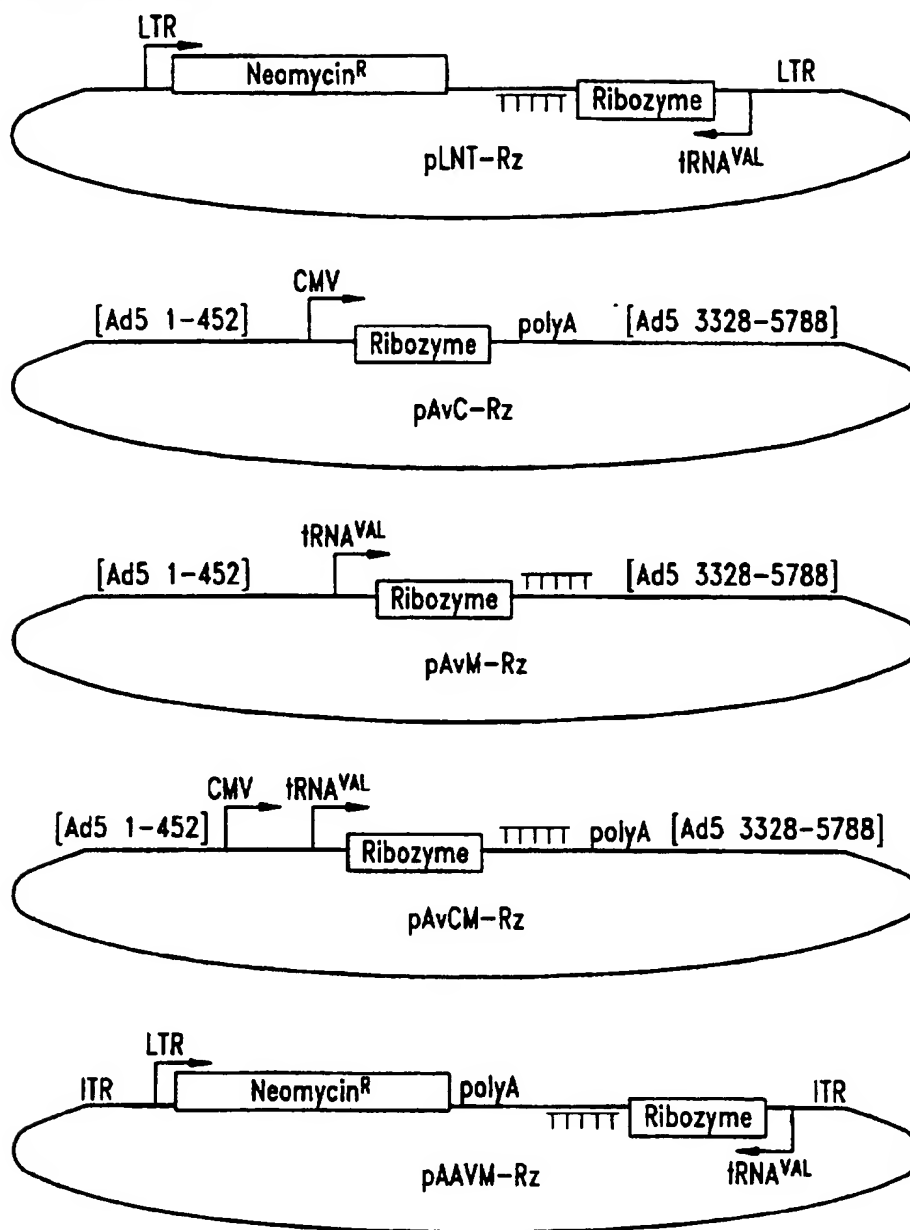 LTR
Neomycin^R
LTR
TTTTT
Ribozyme
tRNA^VAL
pLNT-Rz
CMV
[Ad5 1-452]
polyA
[Ad5 3328-5788]
Ribozyme
pAvC-Rz
tRNA^VAL
[Ad5 1-452]
TTTTT
[Ad5 3328-5788]
Ribozyme
pAvM-Rz
CMV tRNA^VAL
[Ad5 1-452]
TTTTT
polyA [Ad5 3328-5788]
Ribozyme
pAvCM-Rz
LTR
ITR
Neomycin^R
polyA
ITR
TTTTT
Ribozyme
tRNA^VAL
pAAVM-Rz